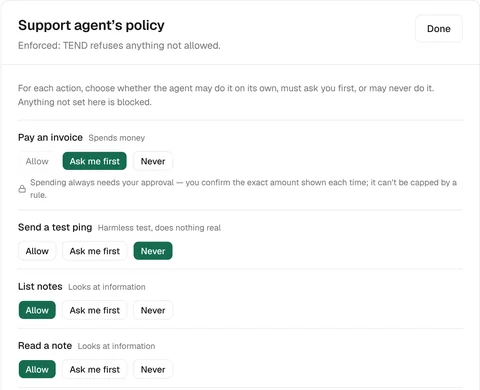 Support agent's policy
Done
Enforced: TEND refuses anything not allowed.
For each action, choose whether the agent may do it on its own, must ask you first, or may never do it.
Anything not set here is blocked.
Pay an invoice Spends money
Allow Ask me first Never
Spending always needs your approval — you confirm the exact amount shown each time; it can't be capped by a
rule.
Send a test ping Harmless test, does nothing real
Allow Ask me first Never
List notes Looks at information
Allow Ask me first Never
Read a note Looks at information
Allow Ask me first Never